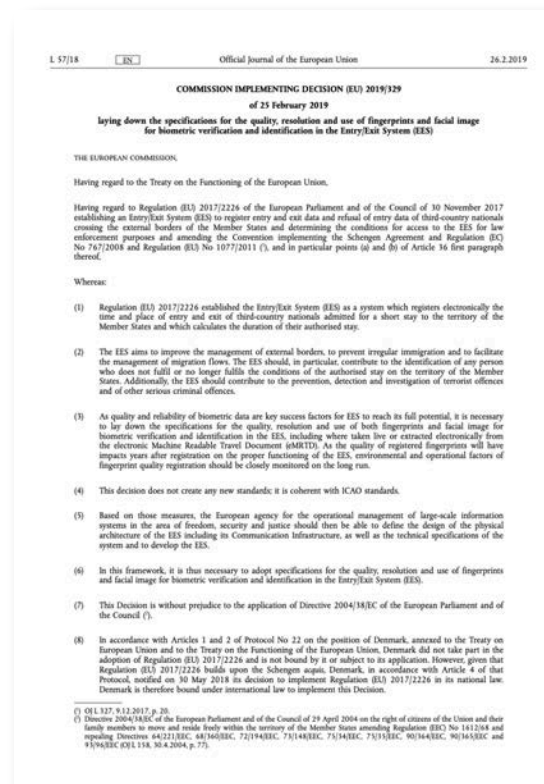 L 57/18 EN Official Journal of the European Union 26.2.2019
COMMISSION IMPLEMENTING DECISION (EU) 2019/329
of 25 February 2019
laying down the specifications for the quality, resolution and use of fingerprints and facial image
for biometric verification and identification in the Entry/Exit System (EES)
THE EUROPEAN COMMISSION,
Having regard to the Treaty on the Functioning of the European Union,
Having regard to Regulation (EU) 2017/2226 of the European Parliament and of the Council of 30 November 2017
establishing an Entry/Exit System (EES) to register entry and exit data and refusal of entry data of third-country nationals
crossing the external borders of the Member States and determining the conditions for access to the EES for law
enforcement purposes and amending the Convention implementing the Schengen Agreement and Regulation (EC)
No 767/2008 and Regulation (EU) No 1077/2011 (¹), and in particular points (a) and (b) of Article 36 first paragraph
thereof,
Whereas:
(1) Regulation (EU) 2017/2226 established the Entry/Exit System (EES) as a system which registers electronically the
time and place of entry and exit of third-country nationals admitted for a short stay to the territory of the
Member States and which calculates the duration of their authorised stay.
(2) The EES aims to improve the management of external borders, to prevent irregular immigration and to facilitate
the management of migration flows. The EES should, in particular, contribute to the identification of any person
who does not fulfil or no longer fulfils the conditions of the authorised stay on the territory of the Member
States. Additionally, the EES should contribute to the prevention, detection and investigation of terrorist offences
and of other serious criminal offences.
(3) As quality and reliability of biometric data are key success factors for EES to reach its full potential, it is necessary
to lay down the specifications for the quality, resolution and use of both fingerprints and facial image for
biometric verification and identification in the EES, including where taken live or extracted electronically from
the electronic Machine Readable Travel Document (eMRTD). As the quality of registered fingerprints will have
impacts years after registration on the proper functioning of the EES, environmental and operational factors of
fingerprint quality registration should be closely monitored on the long run.
(4) This decision does not create any new standards; it is coherent with ICAO standards.
(5) Based on those measures, the European agency for the operational management of large-scale information
systems in the area of freedom, security and justice should then be able to define the design of the physical
architecture of the EES including its Communication Infrastructure, as well as the technical specifications of the
system and to develop the EES.
(6) In this framework, it is thus necessary to adopt specifications for the quality, resolution and use of fingerprints
and facial image for biometric verification and identification in the Entry/Exit System (EES).
(7) This Decision is without prejudice to the application of Directive 2004/38/EC of the European Parliament and of
the Council (²).
(8) In accordance with Articles 1 and 2 of Protocol No 22 on the position of Denmark, annexed to the Treaty on
European Union and to the Treaty on the Functioning of the European Union, Denmark did not take part in the
adoption of Regulation (EU) 2017/2226 and is not bound by it or subject to its application. However, given that
Regulation (EU) 2017/2226 builds upon the Schengen acquis, Denmark, in accordance with Article 4 of that
Protocol, notified on 30 May 2018 its decision to implement Regulation (EU) 2017/2226 in its national law.
Denmark is therefore bound under international law to implement this Decision.
(¹) OJ L 327, 9.12.2017, p. 20.
(²) Directive 2004/38/EC of the European Parliament and of the Council of 29 April 2004 on the right of citizens of the Union and their
family members to move and reside freely within the territory of the Member States amending Regulation (EEC) No 1612/68 and
repealing Directives 64/221/EEC, 68/360/EEC, 72/194/EEC, 73/148/EEC, 75/34/EEC, 75/35/EEC, 90/364/EEC, 90/365/EEC and
93/96/EEC (OJ L 158, 30.4.2004, p. 77).